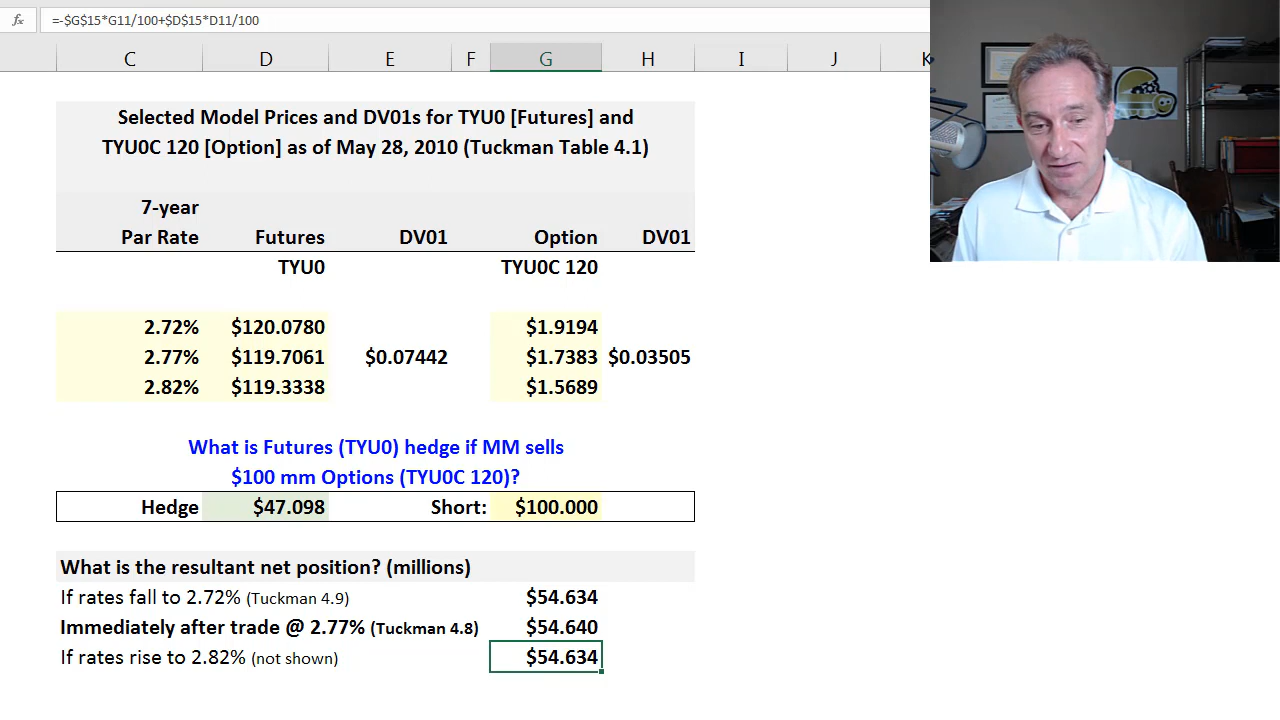 fx =-$G$15*G11/100+$D$15*D11/100
C D E F G H I J K
Selected Model Prices and DV01s for TYU0 [Futures] and
TYU0C 120 [Option] as of May 28, 2010 (Tuckman Table 4.1)
7-year
Par Rate Futures DV01 Option DV01
TYU0 TYU0C 120
2.72% $120.0780 $1.9194
2.77% $119.7061 $0.07442 $1.7383 $0.03505
2.82% $119.3338 $1.5689
What is Futures (TYU0) hedge if MM sells
$100 mm Options (TYU0C 120)?
Hedge $47.098 Short: $100.000
What is the resultant net position? (millions)
If rates fall to 2.72% (Tuckman 4.9) $54.634
Immediately after trade @ 2.77% (Tuckman 4.8) $54.640
If rates rise to 2.82% (not shown) $54.634